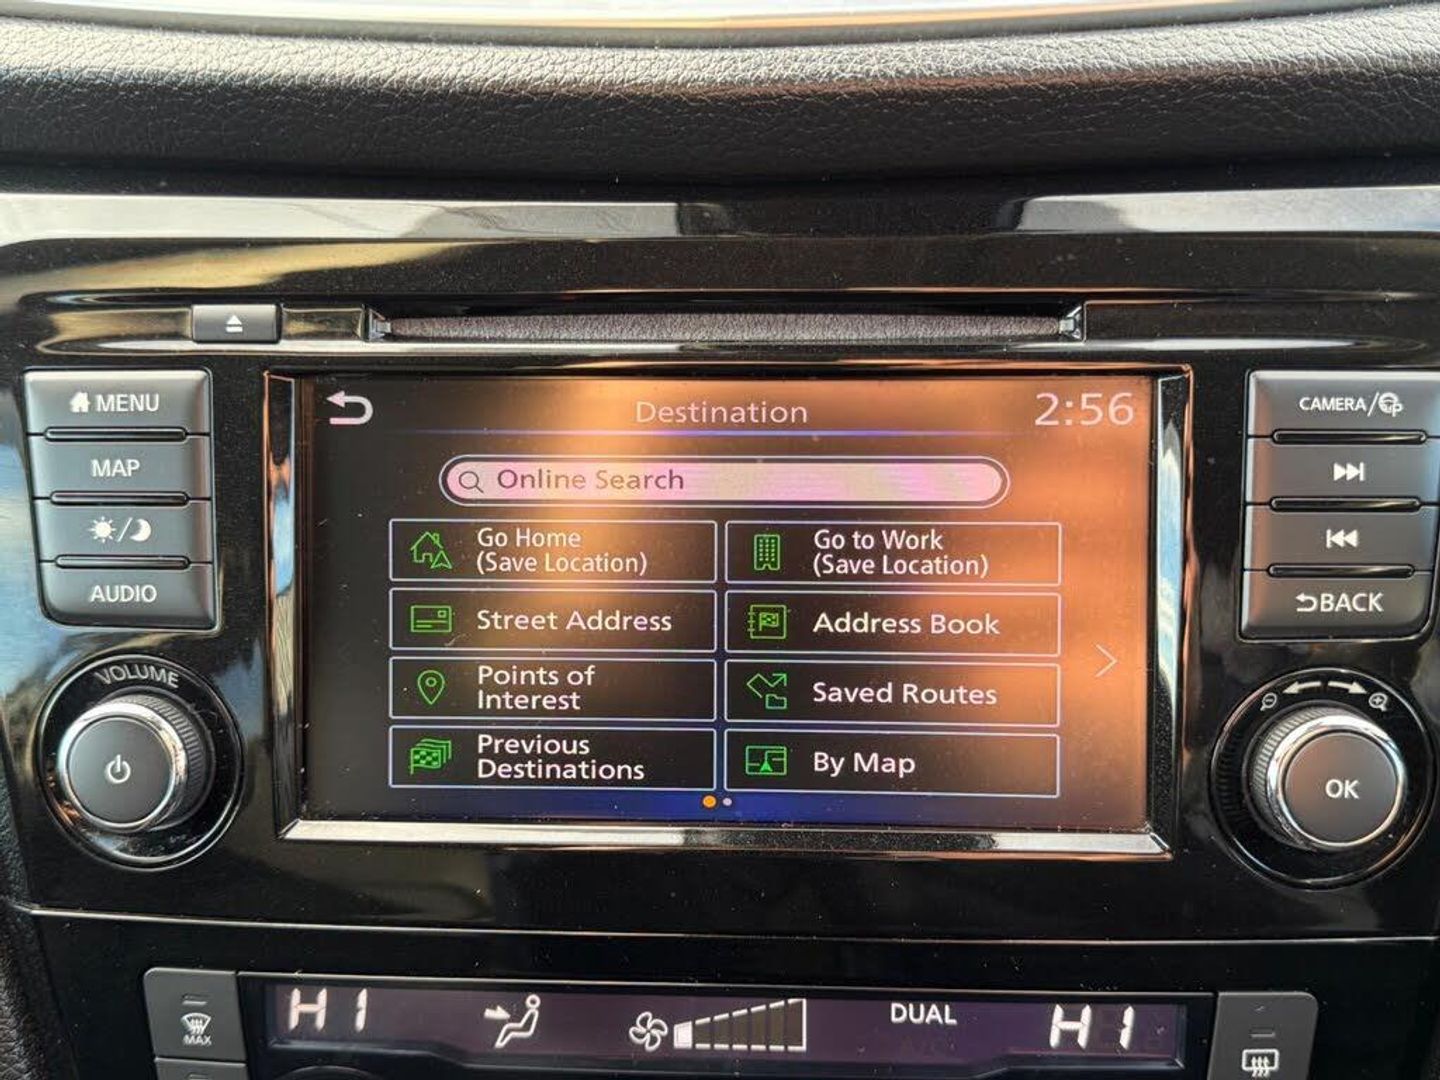 MENU
MAP
AUDIO
VOLUME
Destination
2:56
Online Search
Go Home
(Save Location)
Go to Work
(Save Location)
Street Address
Address Book
Points of
Interest
Saved Routes
Previous
Destinations
By Map
CAMERA/
BACK
OK
HI
DUAL
HI
MAX